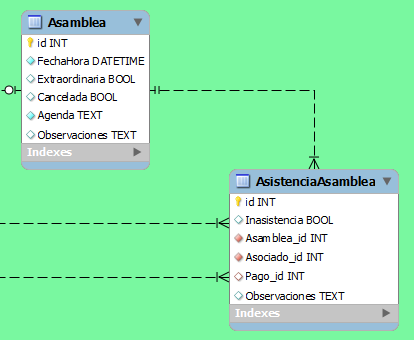 Asamblea
id INT
FechaHora DATETIME
Extraordinaria BOOL
Cancelada BOOL
Agenda TEXT
Observaciones TEXT
Indexes
AsistenciaAsamblea
id INT
Inasistencia BOOL
Asamblea_id INT
Asociado_id INT
Pago_id INT
Observaciones TEXT
Indexes